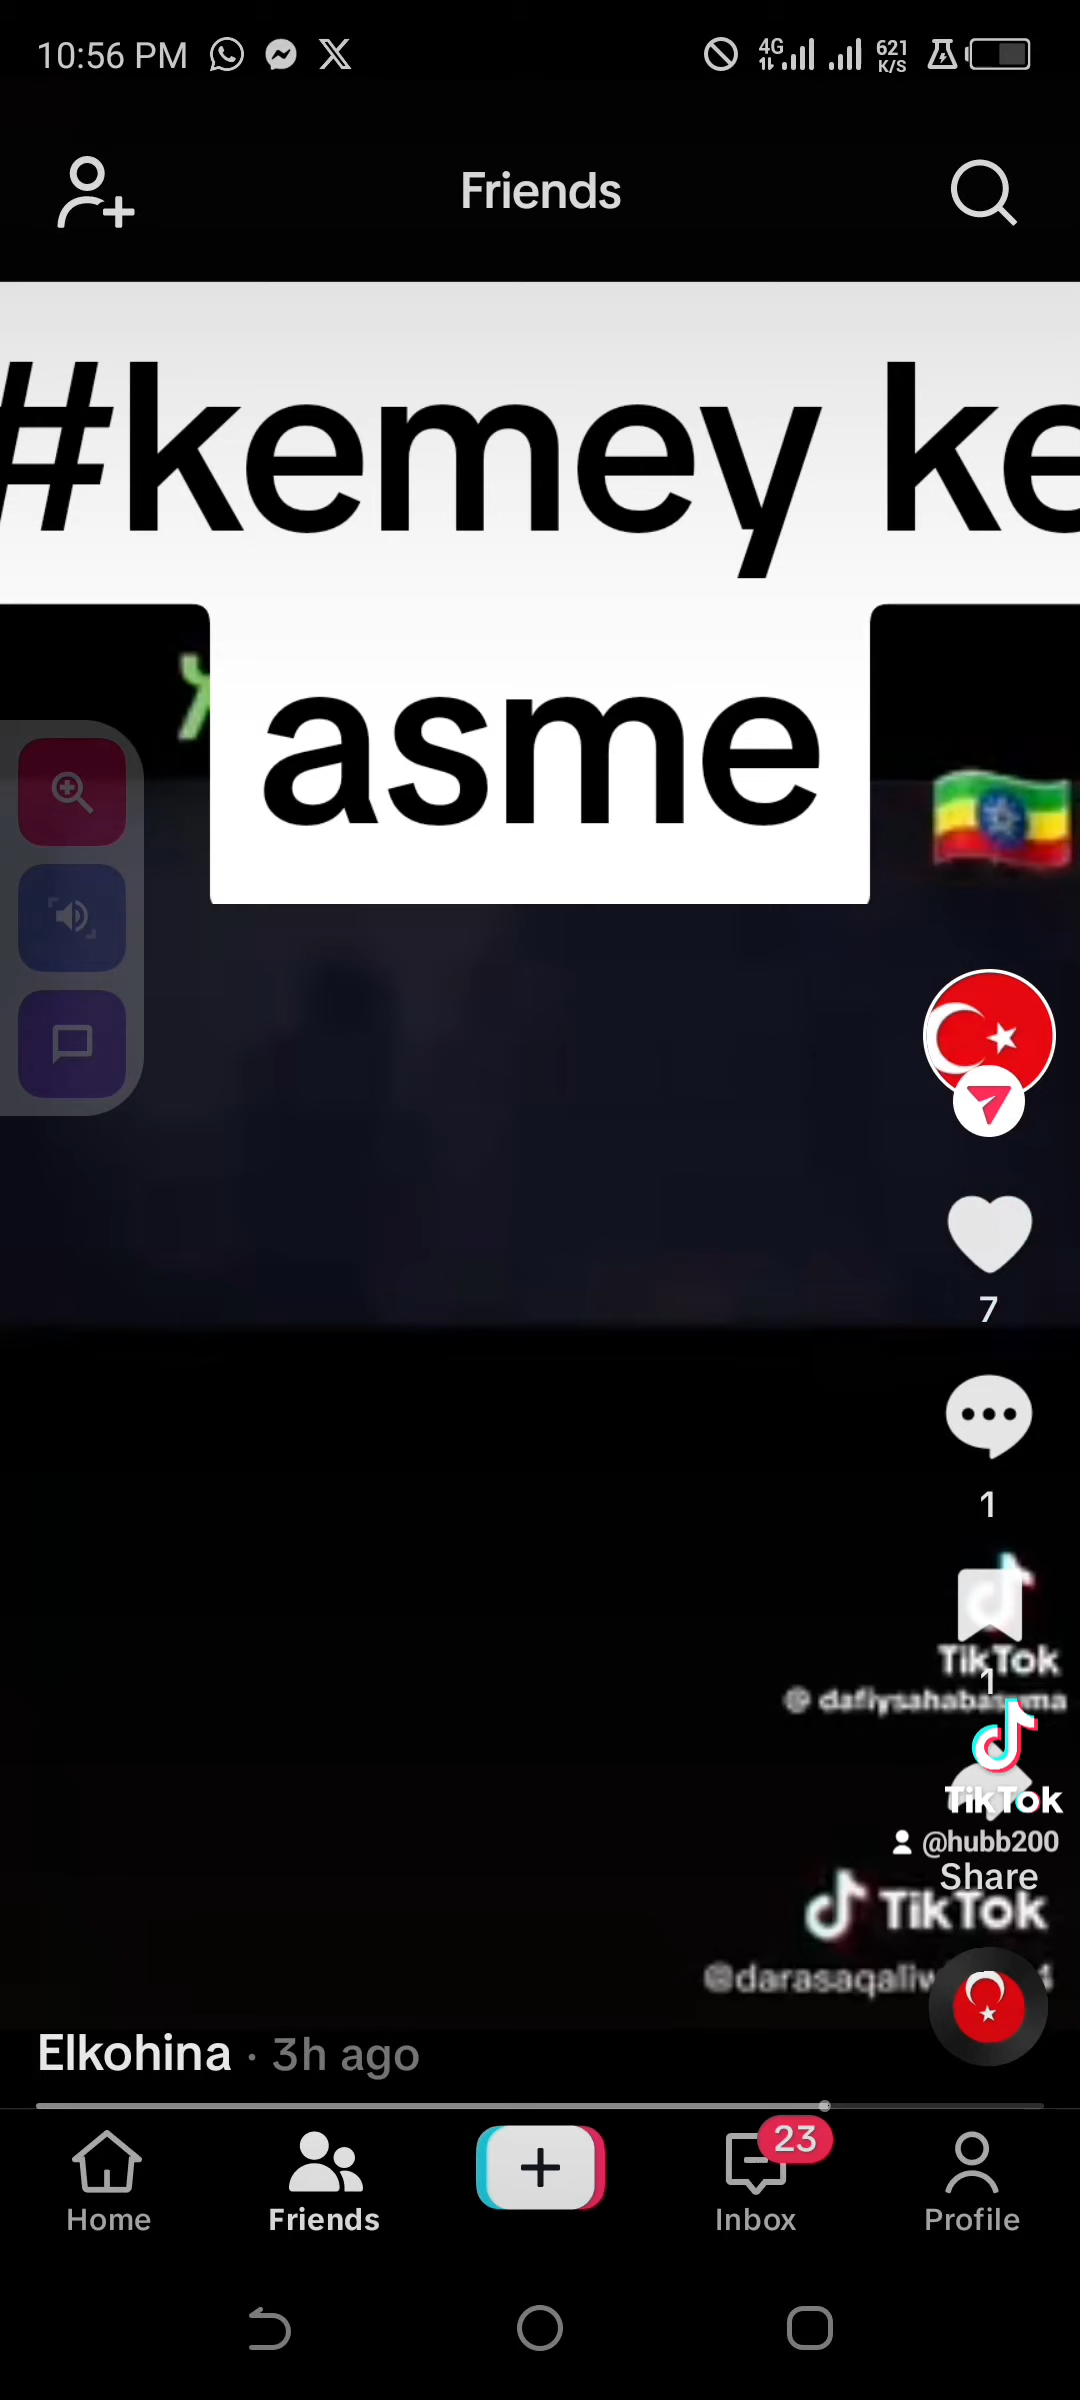 10:56 PM
4G
621
K/S
Friends
#kemey ke
asme
7
1
TikTok
1
TikTok
@hubb200
Share
TikTok
Elkohina · 3h ago
23
Home
Friends
Inbox
Profile